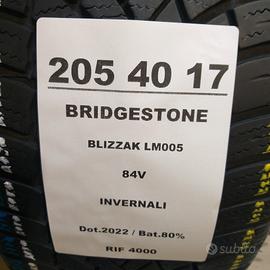 205 40 17
BRIDGESTONE
BLIZZAK LM005
84V
INVERNALI
Dot.2022 / Bat.80%
RIF 4000
subito